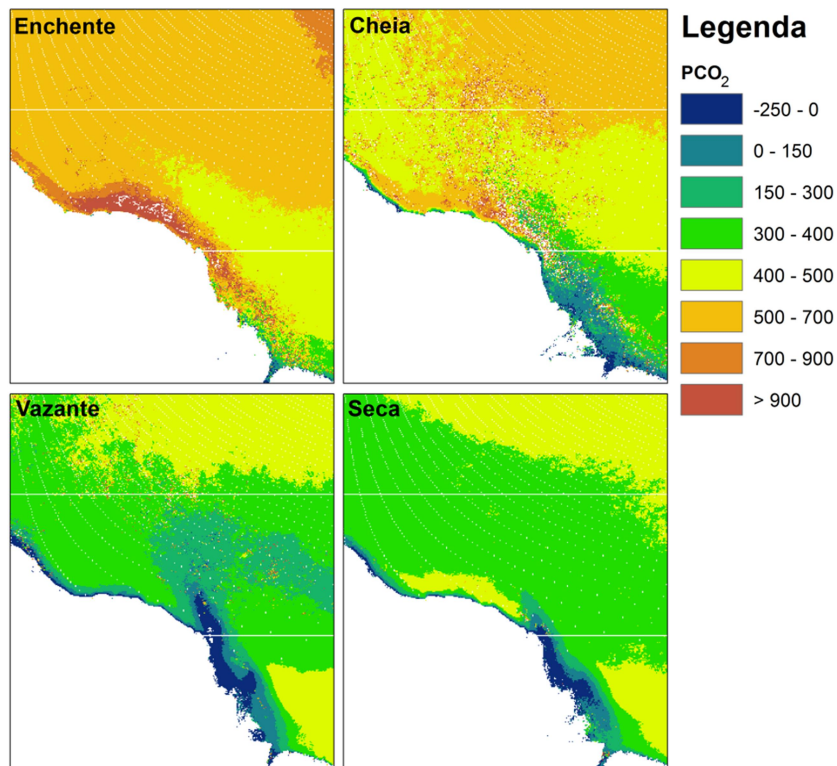 Enchente
Cheia
Vazante
Seca
Legenda
PCO₂
-250 - 0
0 - 150
150 - 300
300 - 400
400 - 500
500 - 700
700 - 900
> 900